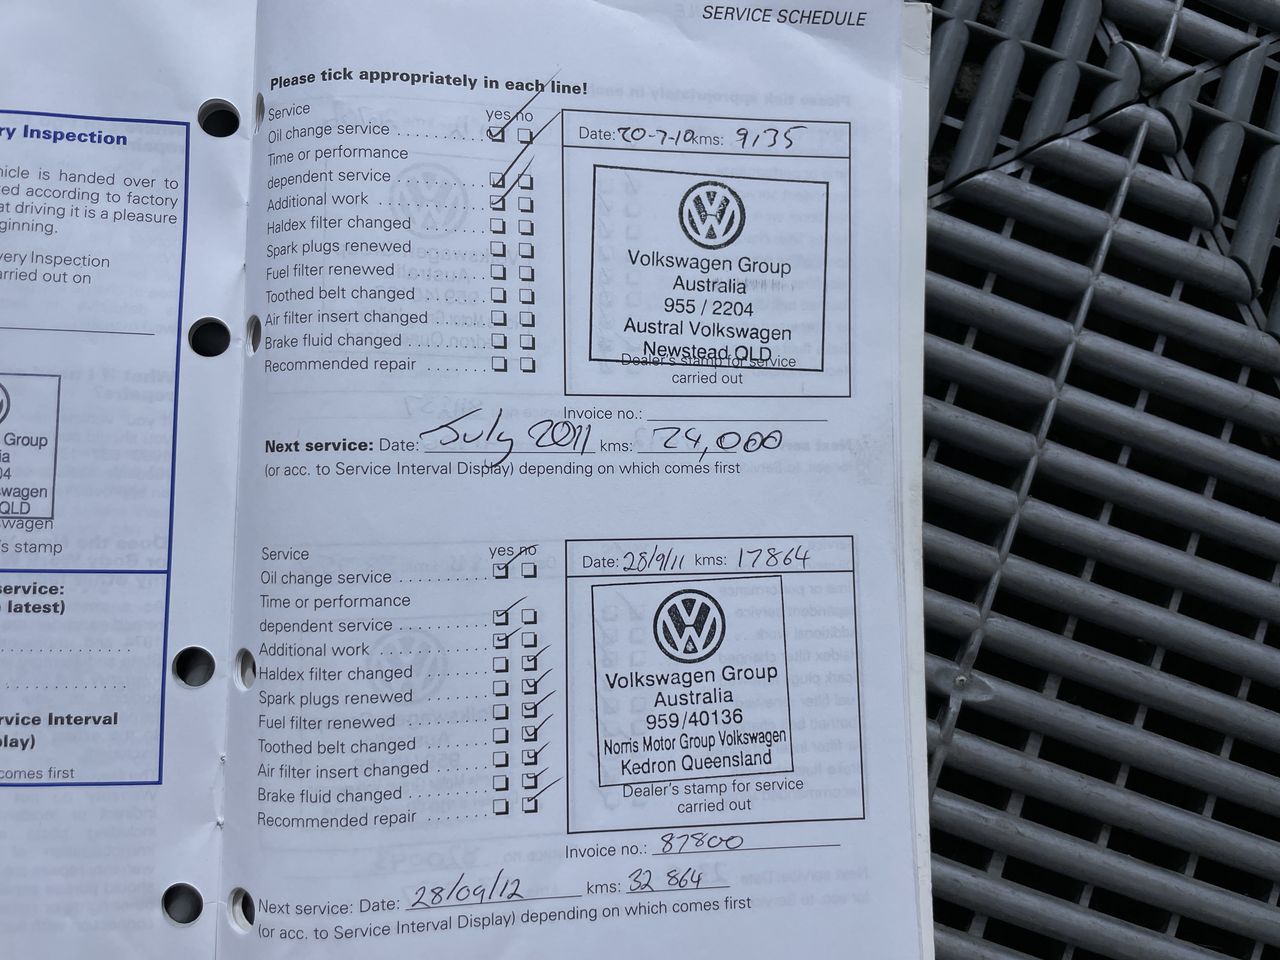 SERVICE SCHEDULE
ry Inspection
hicle is handed over to
ed according to factory
at driving it is a pleasure
ginning.
very Inspection
arried out on
Group
ia
04
swagen
QLD
swagen
's stamp
service:
latest)
rvice Interval
lay)
comes first
Please tick appropriately in each line!
Service yes no
Oil change service
Time or performance
dependent service
Additional work
Haldex filter changed
Spark plugs renewed
Fuel filter renewed
Toothed belt changed
Air filter insert changed
Brake fluid changed
Recommended repair
Date: 20-7-10 kms: 9135
Volkswagen Group
Australia
955 / 2204
Austral Volkswagen
Newstead QLD
Dealer's stamp for service
carried out
Invoice no.:
Next service: Date: July 2011 kms: 24,000
(or acc. to Service Interval Display) depending on which comes first
Service yes no
Oil change service
Time or performance
dependent service
Additional work
Haldex filter changed
Spark plugs renewed
Fuel filter renewed
Toothed belt changed
Air filter insert changed
Brake fluid changed
Recommended repair
Date: 28/9/11 kms: 17864
Volkswagen Group
Australia
959/40136
Norris Motor Group Volkswagen
Kedron Queensland
Dealer's stamp for service
carried out
Invoice no.: 87800
Next service: Date: 28/09/12 kms: 32 864
(or acc. to Service Interval Display) depending on which comes first